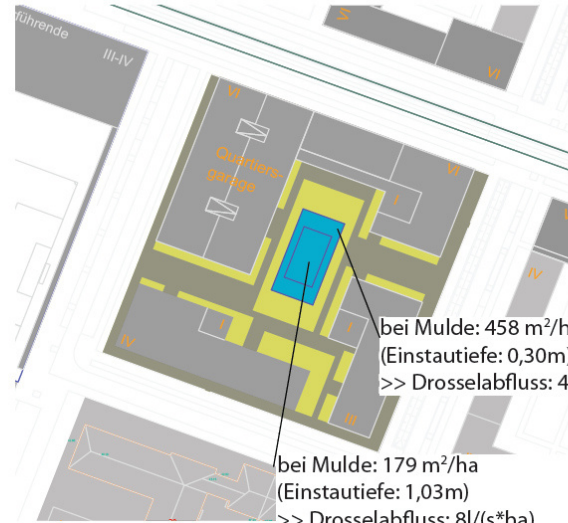 führende
III-IV
VI
VI
VI
Quartiers-
garage
VI
I
IV
I
I
IV
III
bei Mulde: 458 m²/h
(Einstautiefe: 0,30m)
>> Drosselabfluss: 4
bei Mulde: 179 m²/ha
(Einstautiefe: 1,03m)
>> Drosselabfluss: 8l/(s*ha)